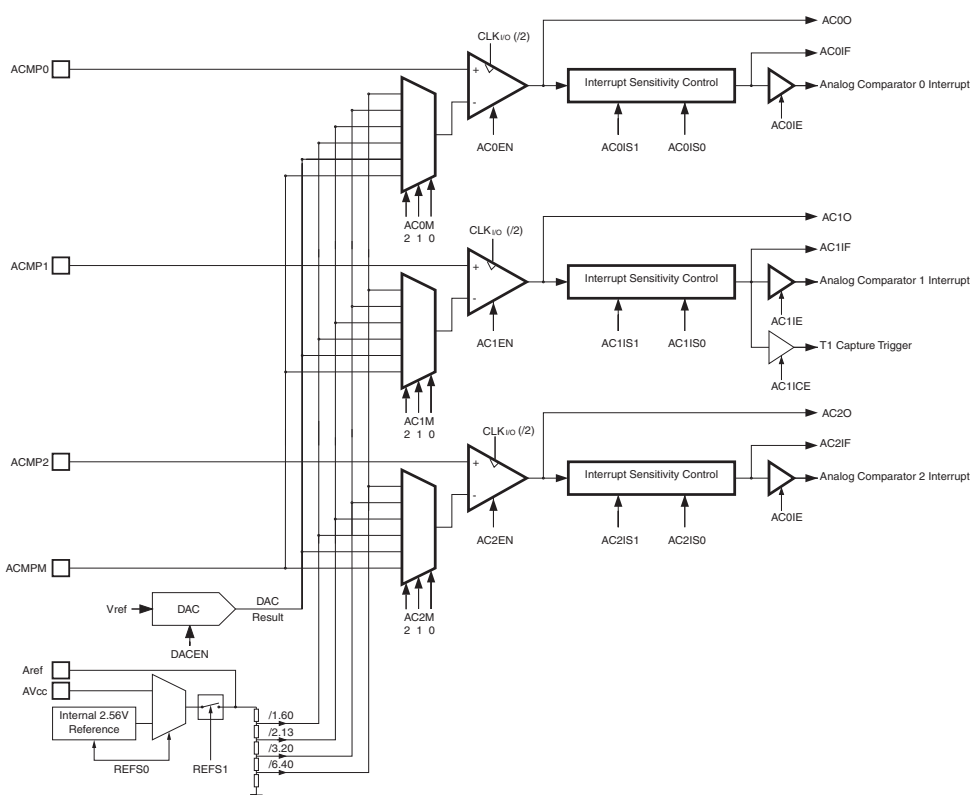 AC0O
CLKI/O (/2)
AC0IF
ACMP0
+
Interrupt Sensitivity Control
Analog Comparator 0 Interrupt
-
AC0IE
AC0EN
AC0IS1
AC0IS0
AC0M
2 1 0
AC1O
CLKI/O (/2)
AC1IF
ACMP1
+
Interrupt Sensitivity Control
Analog Comparator 1 Interrupt
-
AC1IE
AC1EN
AC1IS1
AC1IS0
T1 Capture Trigger
AC1ICE
AC1M
2 1 0
AC2O
CLKI/O (/2)
AC2IF
ACMP2
+
Interrupt Sensitivity Control
Analog Comparator 2 Interrupt
-
AC0IE
AC2EN
AC2IS1
AC2IS0
ACMPM
AC2M
2 1 0
Vref
DAC
DAC
Result
DACEN
Aref
AVcc
Internal 2.56V
Reference
/1.60
/2.13
/3.20
/6.40
REFS0
REFS1